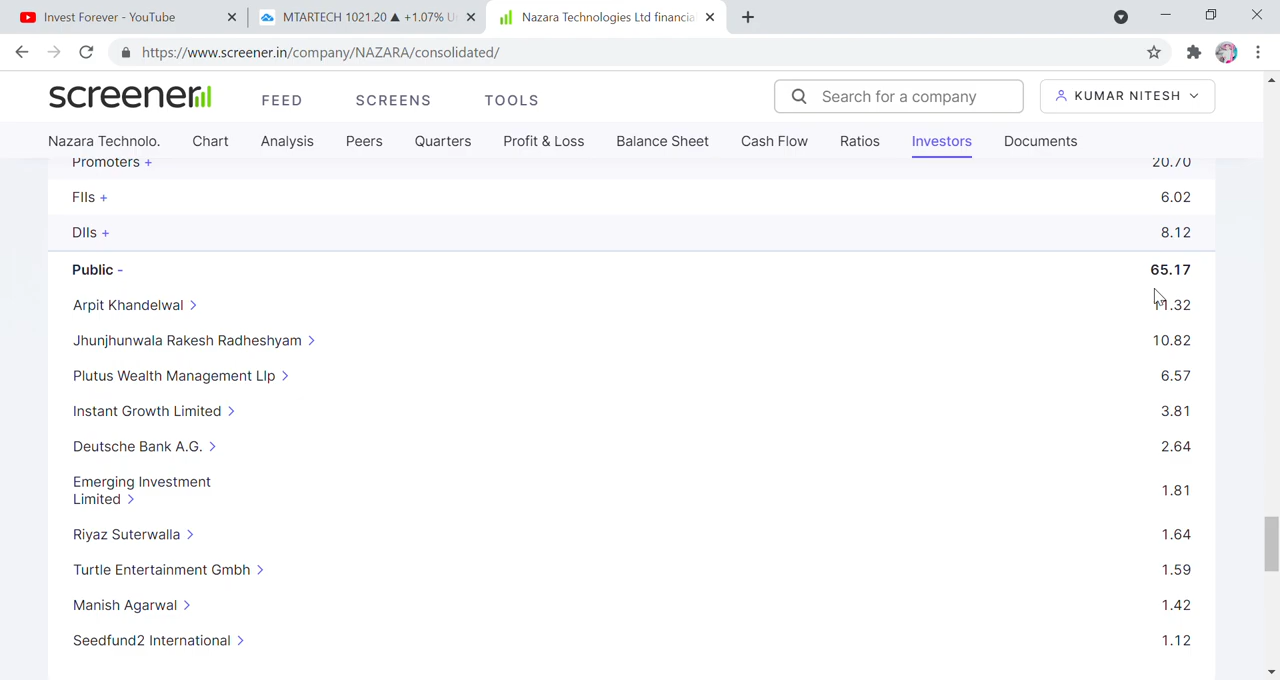 Invest Forever - YouTube
MTARTECH 1021.20 ▲ +1.07% U
Nazara Technologies Ltd financia
https://www.screener.in/company/NAZARA/consolidated/
screener
FEED
SCREENS
TOOLS
Search for a company
KUMAR NITESH
Nazara Technolo.
Chart
Analysis
Peers
Quarters
Profit & Loss
Balance Sheet
Cash Flow
Ratios
Investors
Documents
Promoters + 20.70
FIIs + 6.02
DIIs + 8.12
Public - 65.17
Arpit Khandelwal > 11.32
Jhunjhunwala Rakesh Radheshyam > 10.82
Plutus Wealth Management Llp > 6.57
Instant Growth Limited > 3.81
Deutsche Bank A.G. > 2.64
Emerging Investment
Limited > 1.81
Riyaz Suterwalla > 1.64
Turtle Entertainment Gmbh > 1.59
Manish Agarwal > 1.42
Seedfund2 International > 1.12